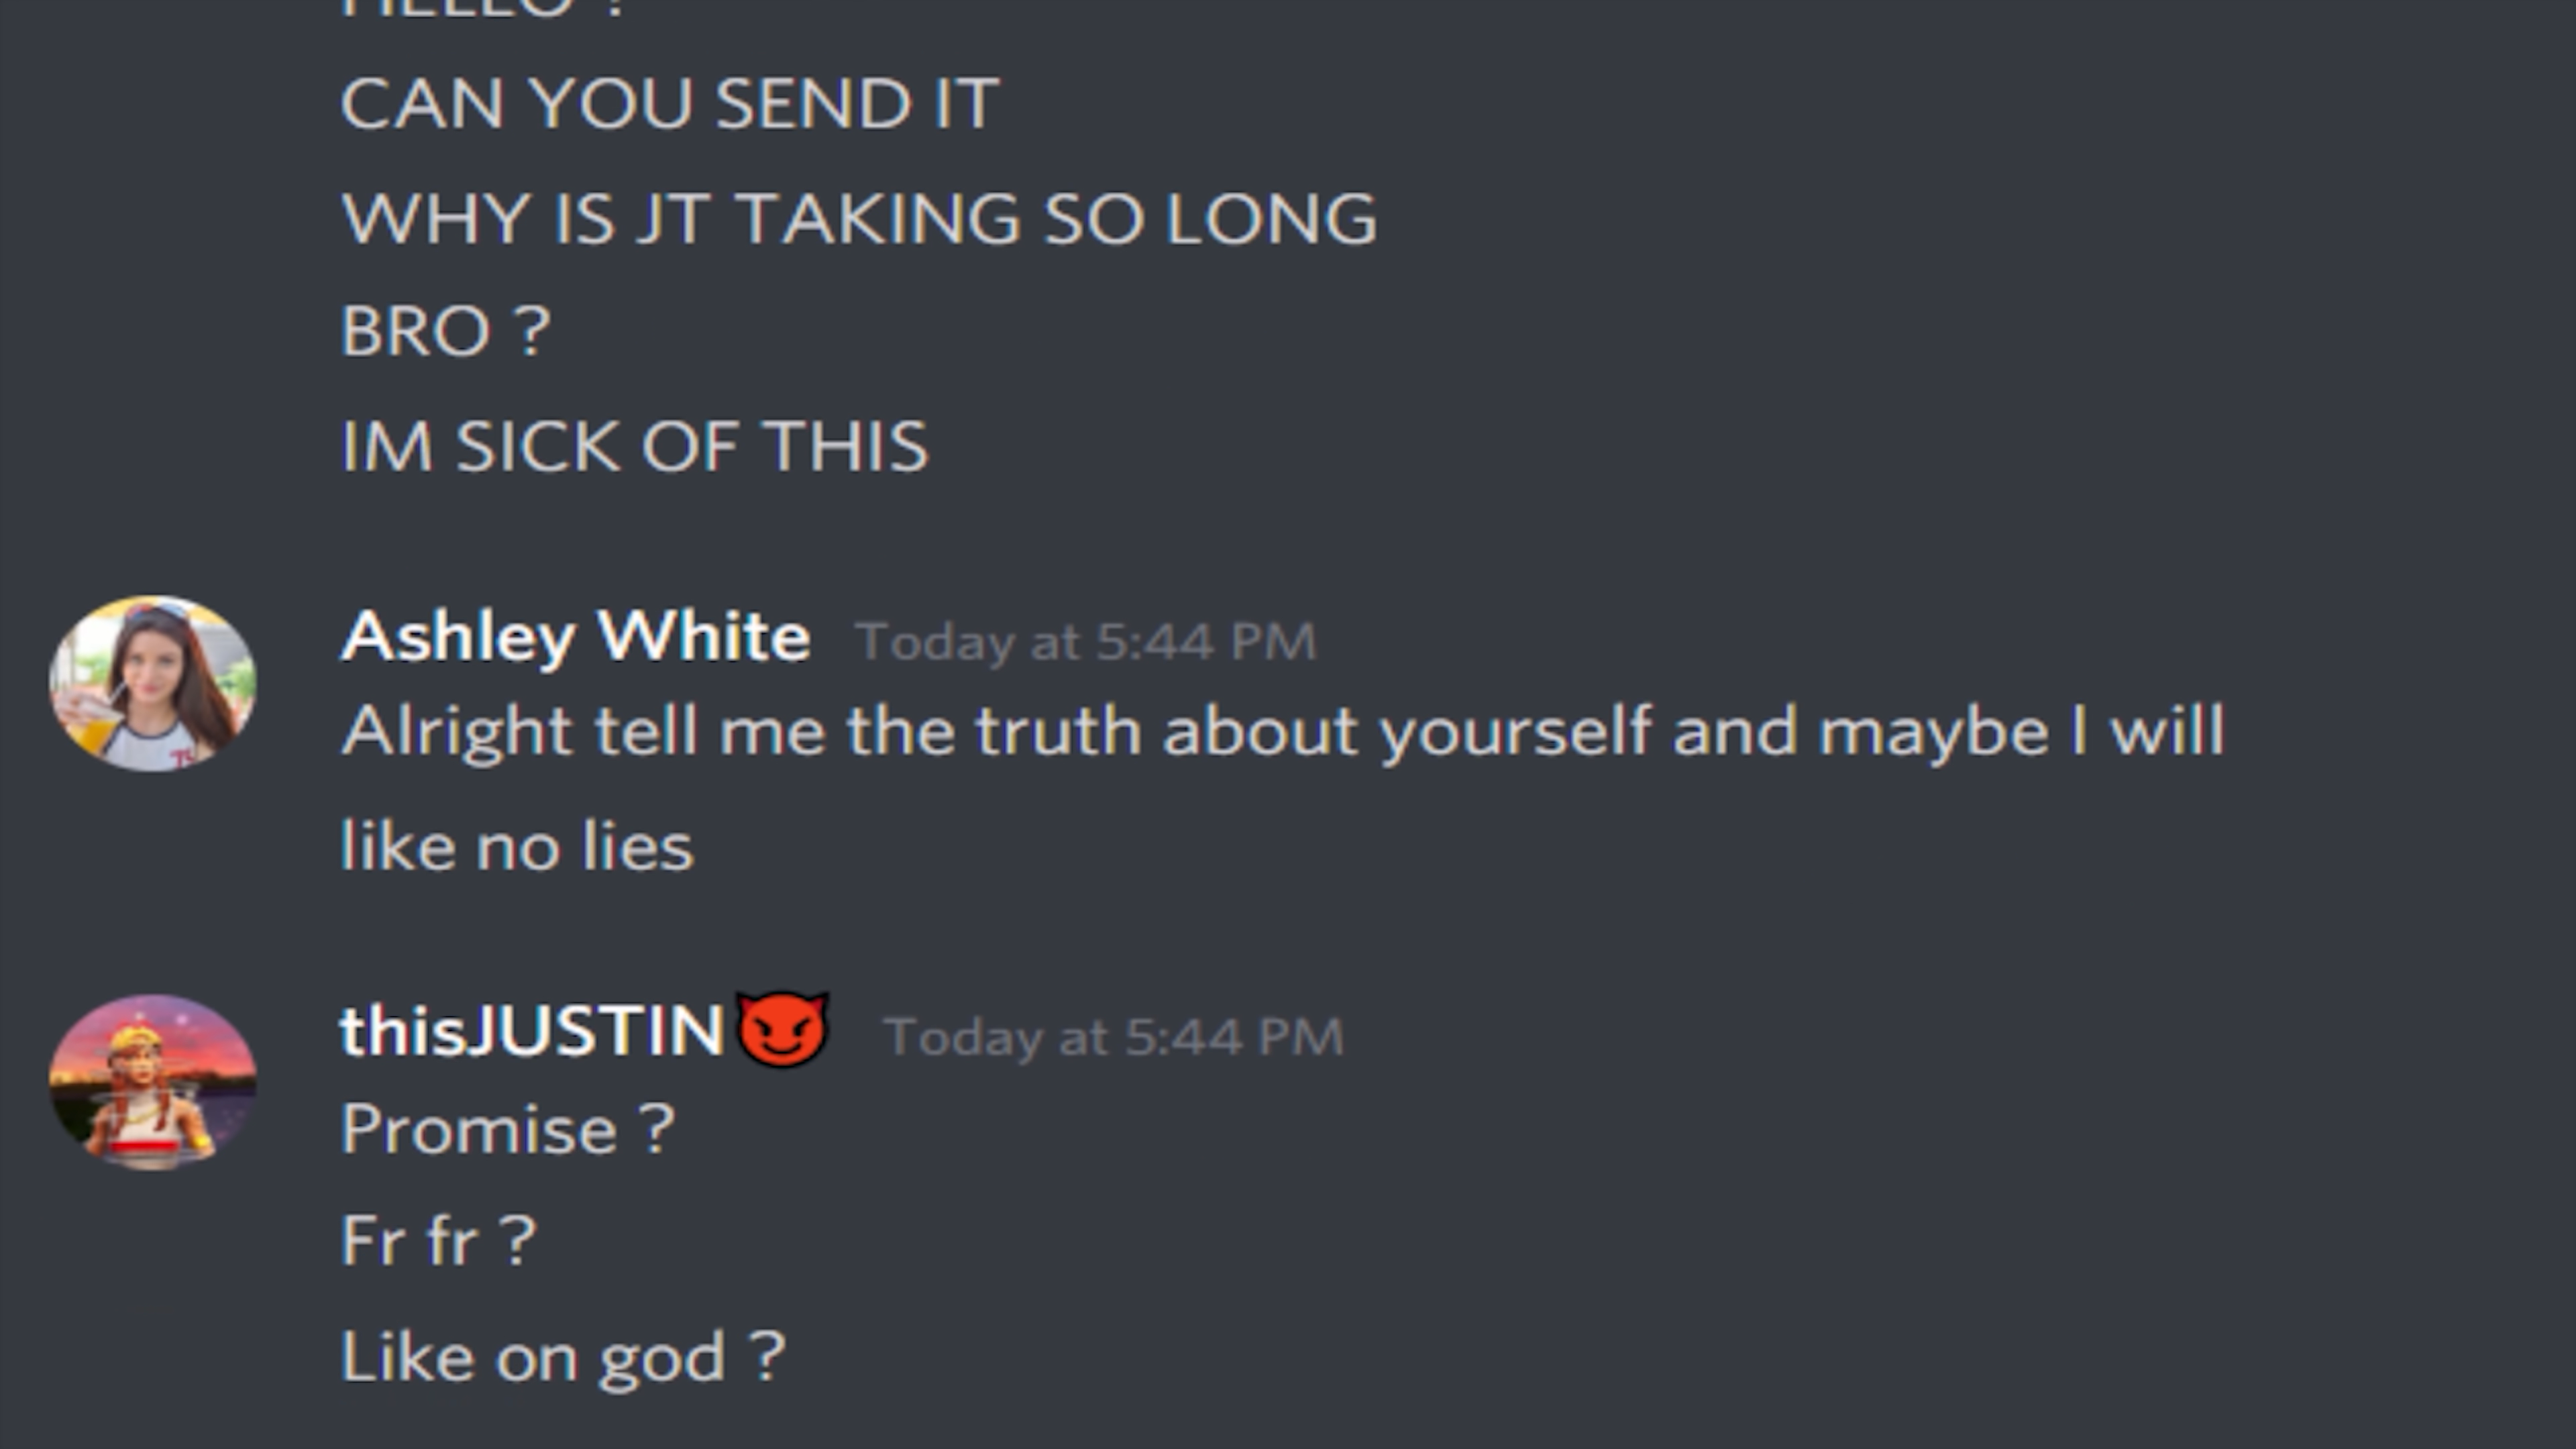 HELLO ?
CAN YOU SEND IT
WHY IS JT TAKING SO LONG
BRO ?
IM SICK OF THIS
Ashley White Today at 5:44 PM
Alright tell me the truth about yourself and maybe I will
like no lies
thisJUSTIN😈 Today at 5:44 PM
Promise ?
Fr fr ?
Like on god ?